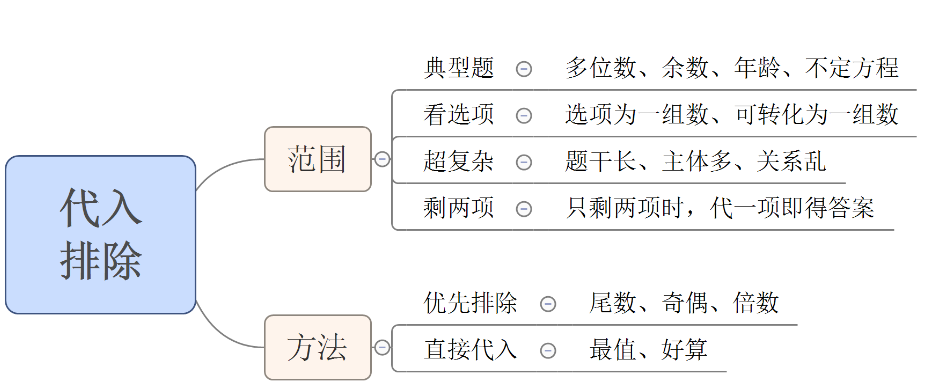 代入
排除
范围
典型题 多位数、余数、年龄、不定方程
看选项 选项为一组数、可转化为一组数
超复杂 题干长、主体多、关系乱
剩两项 只剩两项时，代一项即得答案
方法
优先排除 尾数、奇偶、倍数
直接代入 最值、好算